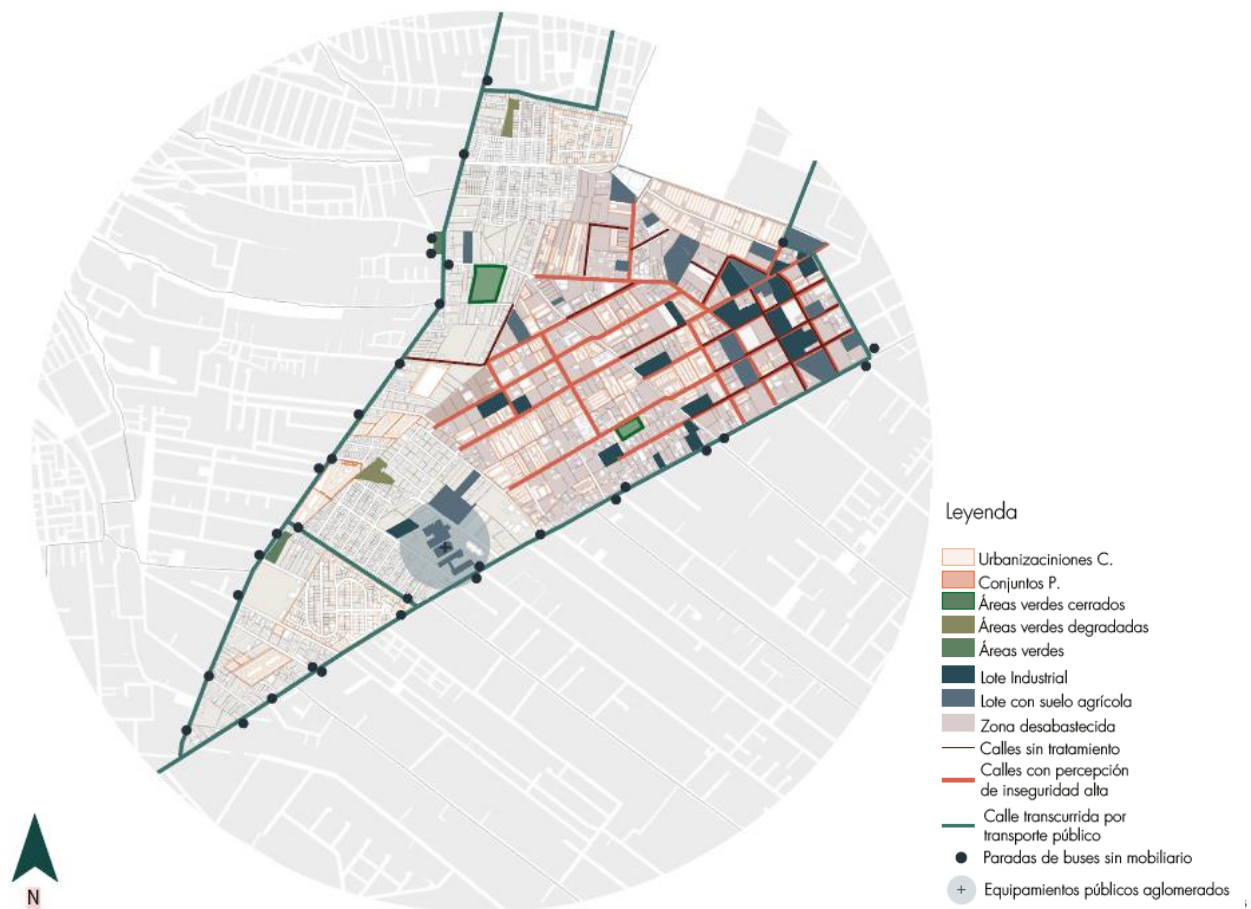 Leyenda
Urbanizaciniones C.
Conjuntos P.
Áreas verdes cerrados
Áreas verdes degradadas
Áreas verdes
Lote Industrial
Lote con suelo agrícola
Zona desabastecida
Calles sin tratamiento
Calles con percepción
de inseguridad alta
Calle transcurrida por
transporte público
Paradas de buses sin mobiliario
Equipamientos públicos aglomerados
N